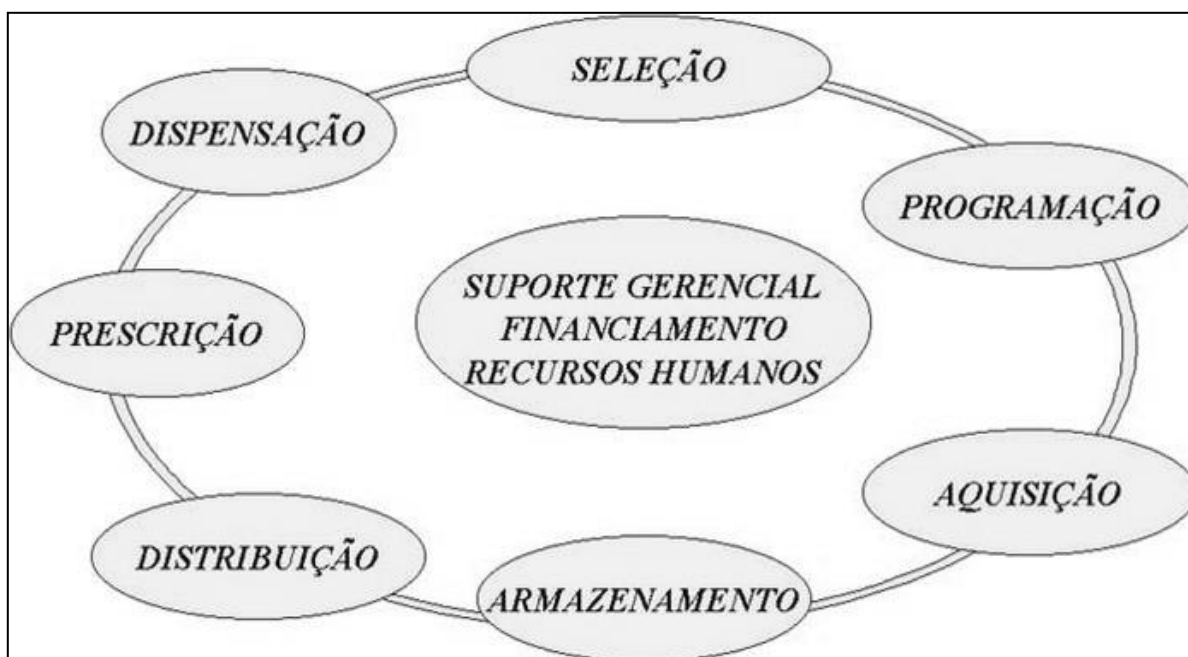 SELEÇÃO
DISPENSAÇÃO
PROGRAMAÇÃO
SUPORTE GERENCIAL
FINANCIAMENTO
RECURSOS HUMANOS
PRESCRIÇÃO
AQUISIÇÃO
DISTRIBUIÇÃO
ARMAZENAMENTO